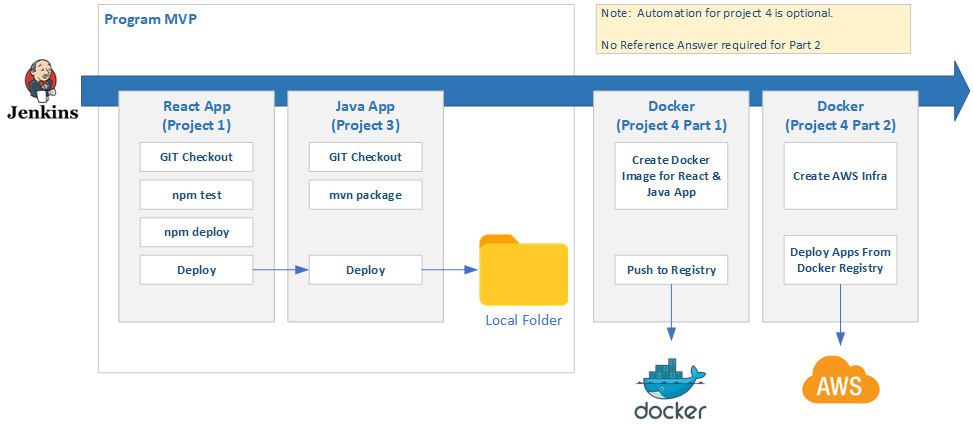 Program MVP
Note:  Automation for project 4 is optional.
No Reference Answer required for Part 2
Jenkins
React App
(Project 1)
GIT Checkout
npm test
npm deploy
Deploy
Java App
(Project 3)
GIT Checkout
mvn package
Deploy
Local Folder
Docker
(Project 4 Part 1)
Create Docker
Image for React &
Java App
Push to Registry
docker
Docker
(Project 4 Part 2)
Create AWS Infra
Deploy Apps From
Docker Registry
AWS